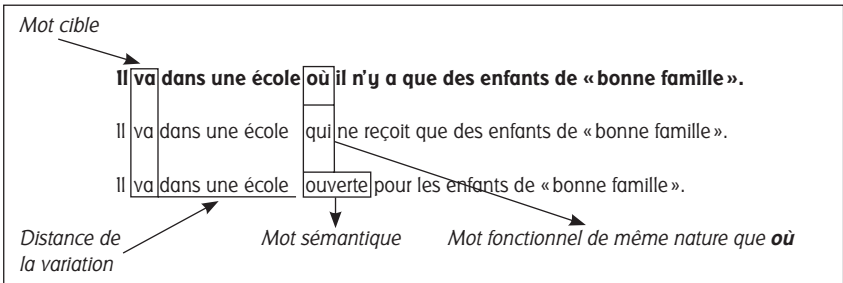 Mot cible
Il va dans une école où il n'y a que des enfants de « bonne famille ».
Il va dans une école qui ne reçoit que des enfants de « bonne famille ».
Il va dans une école ouverte pour les enfants de « bonne famille ».
Distance de la variation
Mot sémantique
Mot fonctionnel de même nature que où